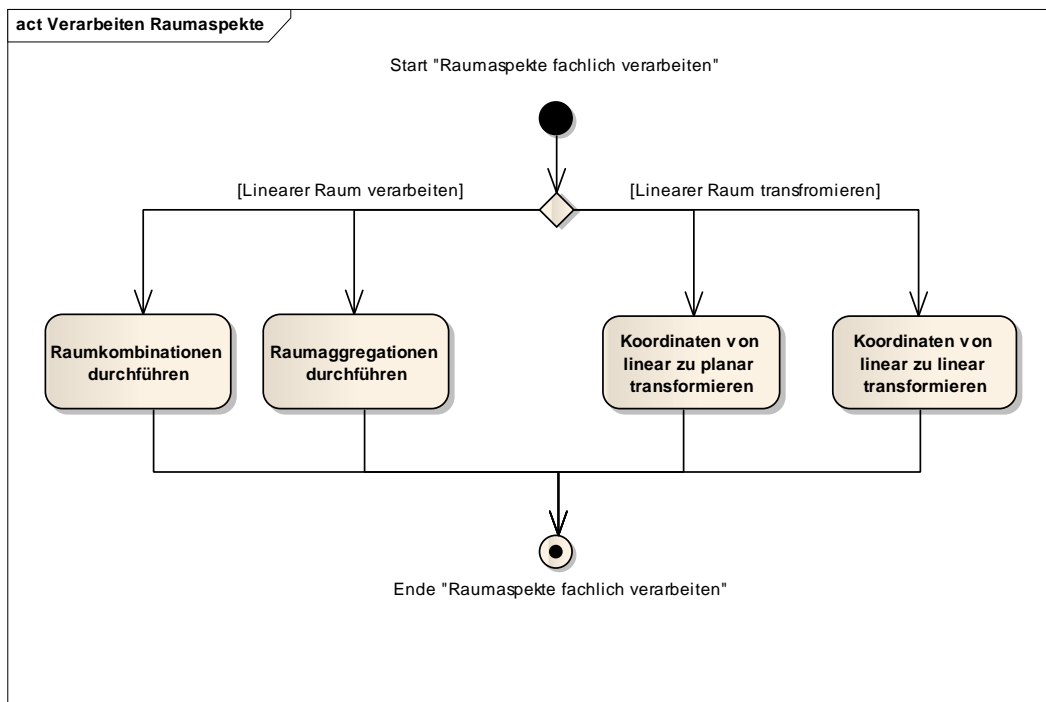 act Verarbeiten Raumaspekte
Start "Raumaspekte fachlich verarbeiten"
[Linearer Raum verarbeiten]
[Linearer Raum transfromieren]
Raumkombinationen
durchführen
Raumaggregationen
durchführen
Koordinaten von
linear zu planar
transformieren
Koordinaten von
linear zu linear
transformieren
Ende "Raumaspekte fachlich verarbeiten"